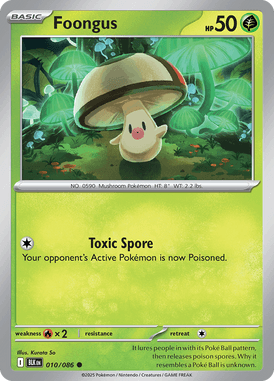 BASIC Foongus HP 50
NO. 0590 Mushroom Pokémon HT: 8" WT: 2.2 lbs
Toxic Spore
Your opponent's Active Pokémon is now Poisoned.
weakness × 2 resistance retreat
Illus. Kurata So
BLK EN 010/086
©2025 Pokémon / Nintendo / Creatures / GAME FREAK
It lures people in with its Poké Ball pattern,
then releases poison spores. Why it
resembles a Poké Ball is unknown.